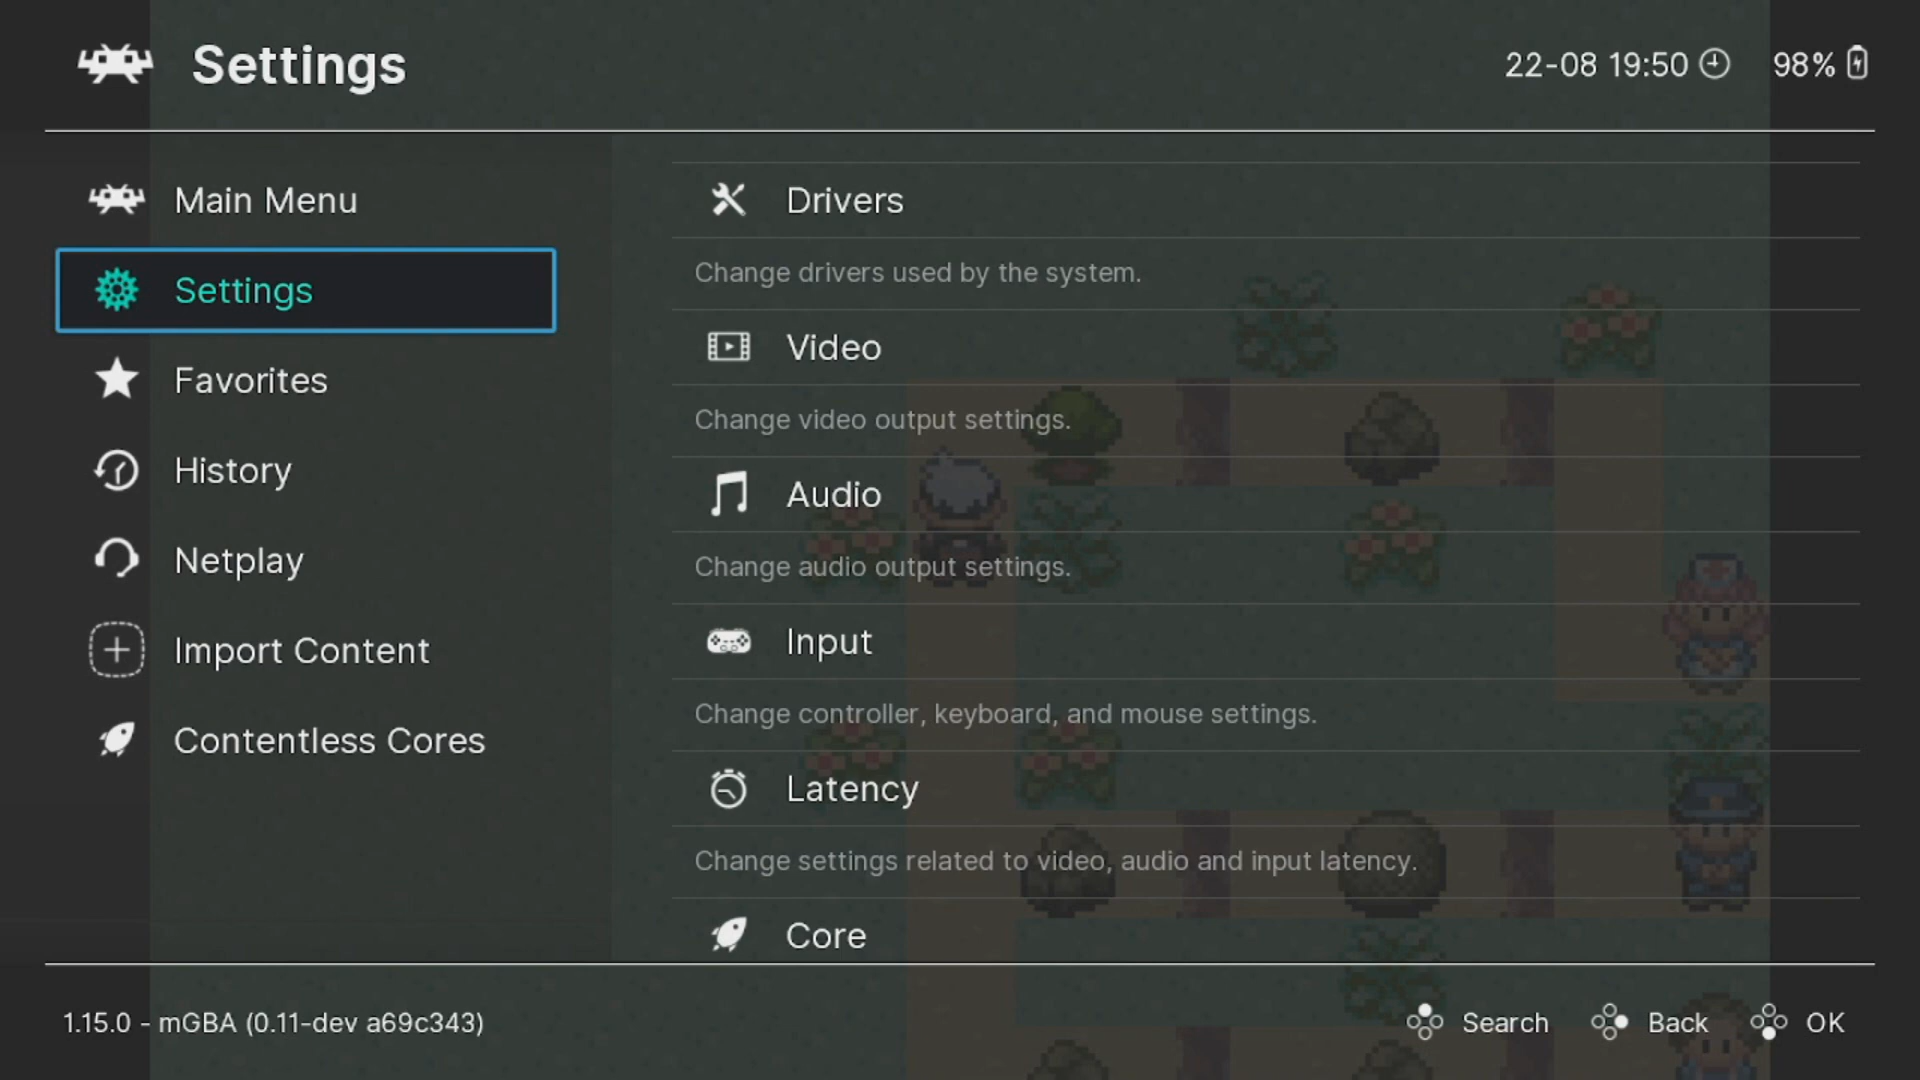 Settings
22-08 19:50
98%
Main Menu
Settings
Favorites
History
Netplay
Import Content
Contentless Cores
Drivers
Change drivers used by the system.
Video
Change video output settings.
Audio
Change audio output settings.
Input
Change controller, keyboard, and mouse settings.
Latency
Change settings related to video, audio and input latency.
Core
1.15.0 - mGBA (0.11-dev a69c343)
Search
Back
OK